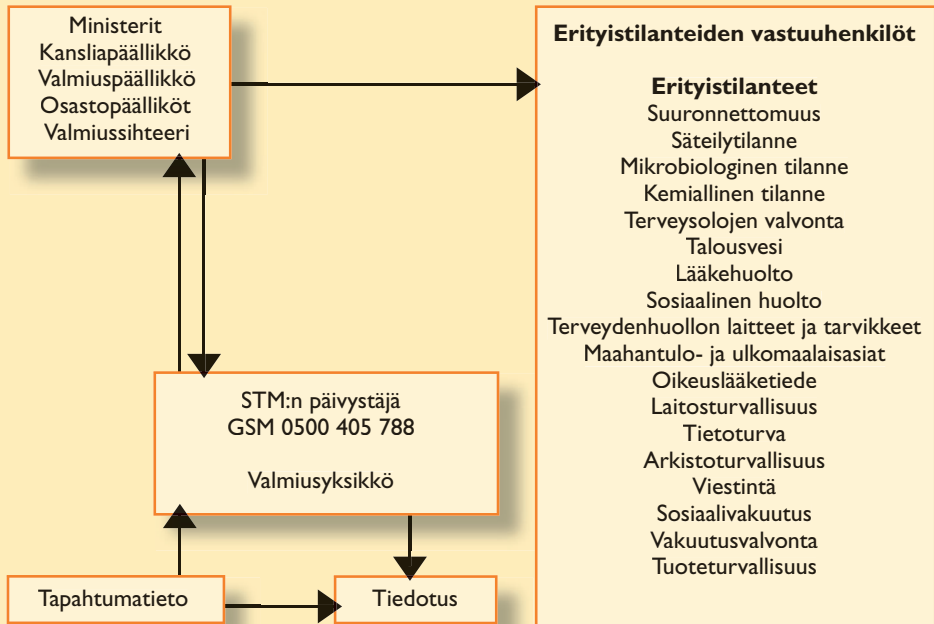 Ministerit
Kansliapäällikkö
Valmiuspäällikkö
Osastopäälliköt
Valmiussihteeri
Erityistilanteiden vastuuhenkilöt
Erityistilanteet
Suuronnettomuus
Säteilytilanne
Mikrobiologinen tilanne
Kemiallinen tilanne
Terveysolojen valvonta
Talousvesi
Lääkehuolto
Sosiaalinen huolto
Terveydenhuollon laitteet ja tarvikkeet
Maahantulo- ja ulkomaalaisasiat
Oikeuslääketiede
Laitosturvallisuus
Tietoturva
Arkistoturvallisuus
Viestintä
Sosiaalivakuutus
Vakuutusvalvonta
Tuoteturvallisuus
STM:n päivystäjä
GSM 0500 405 788
Valmiusyksikkö
Tapahtumatieto
Tiedotus